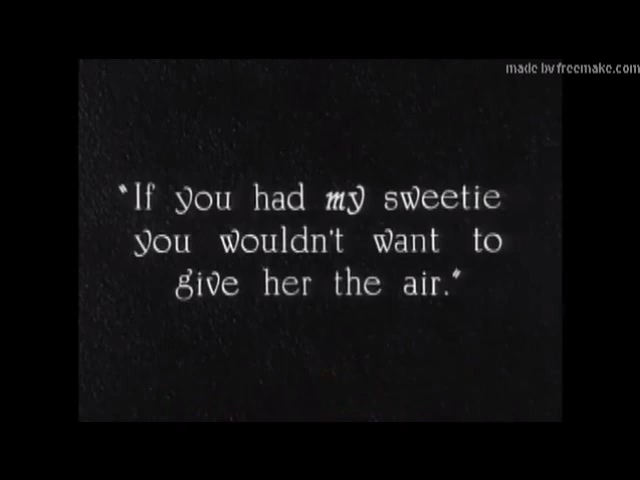 made by freemake.com
"If you had my sweetie
you wouldn't want to
give her the air."